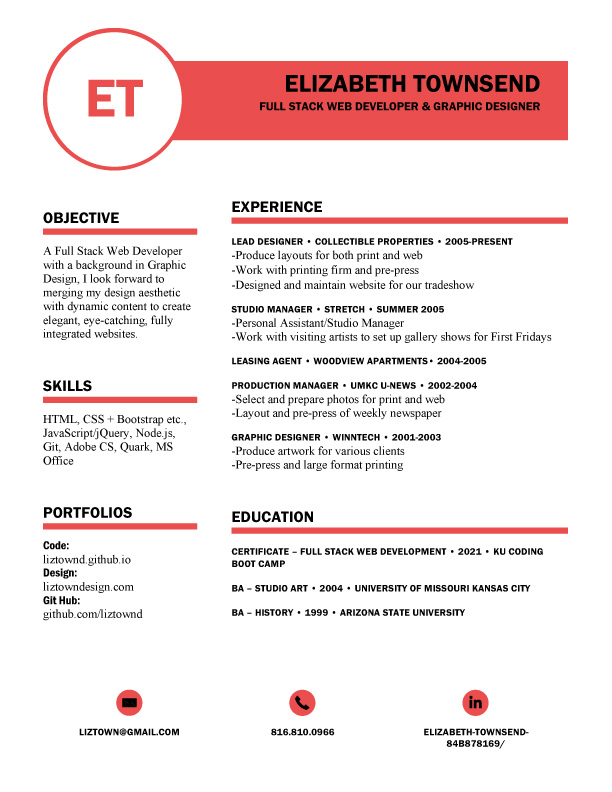 ET
ELIZABETH TOWNSEND
FULL STACK WEB DEVELOPER & GRAPHIC DESIGNER
OBJECTIVE
A Full Stack Web Developer
with a background in Graphic
Design, I look forward to
merging my design aesthetic
with dynamic content to create
elegant, eye-catching, fully
integrated websites.
SKILLS
HTML, CSS + Bootstrap etc.,
JavaScript/jQuery, Node.js,
Git, Adobe CS, Quark, MS
Office
PORTFOLIOS
Code:
liztownd.github.io
Design:
liztowndesign.com
Git Hub:
github.com/liztownd
EXPERIENCE
LEAD DESIGNER • COLLECTIBLE PROPERTIES • 2005-PRESENT
-Produce layouts for both print and web
-Work with printing firm and pre-press
-Designed and maintain website for our tradeshow
STUDIO MANAGER • STRETCH • SUMMER 2005
-Personal Assistant/Studio Manager
-Work with visiting artists to set up gallery shows for First Fridays
LEASING AGENT • WOODVIEW APARTMENTS• 2004-2005
PRODUCTION MANAGER • UMKC U-NEWS • 2002-2004
-Select and prepare photos for print and web
-Layout and pre-press of weekly newspaper
GRAPHIC DESIGNER • WINNTECH • 2001-2003
-Produce artwork for various clients
-Pre-press and large format printing
EDUCATION
CERTIFICATE – FULL STACK WEB DEVELOPMENT • 2021 • KU CODING
BOOT CAMP
BA – STUDIO ART • 2004 • UNIVERSITY OF MISSOURI KANSAS CITY
BA – HISTORY • 1999 • ARIZONA STATE UNIVERSITY
in
LIZTOWN@GMAIL.COM
816.810.0966
ELIZABETH-TOWNSEND-
84B878169/